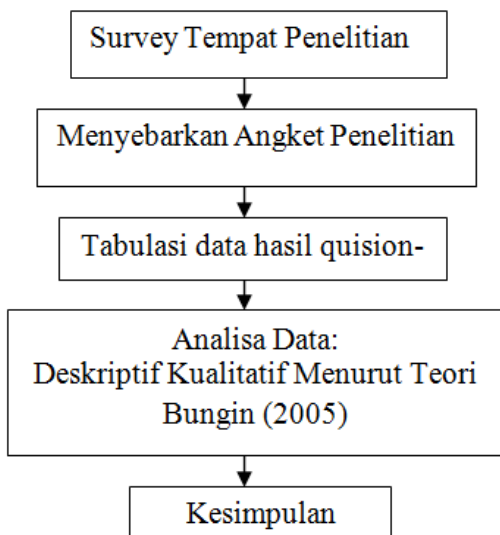 Survey Tempat Penelitian
Menyebarkan Angket Penelitian
Tabulasi data hasil quision-
Analisa Data:
Deskriptif Kualitatif Menurut Teori
Bungin (2005)
Kesimpulan